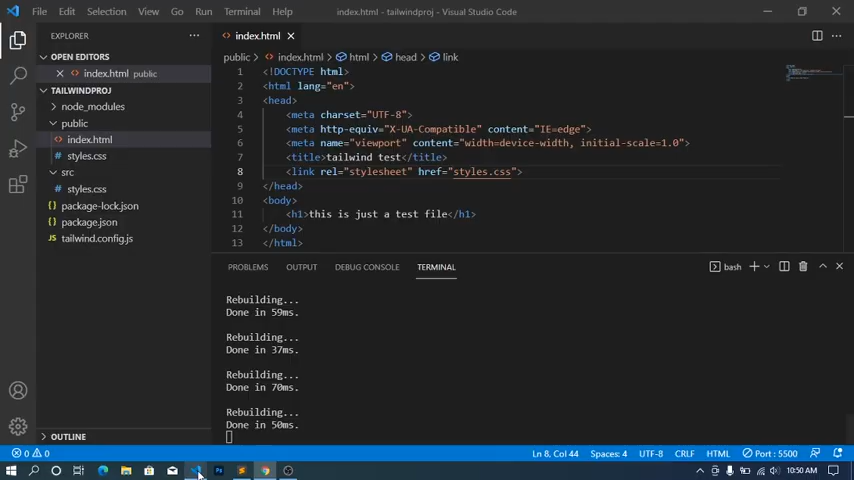 File Edit Selection View Go Run Terminal Help index.html - tailwindproj - Visual Studio Code
EXPLORER
OPEN EDITORS
index.html public
TAILWINDPROJ
node_modules
public
index.html
styles.css
src
styles.css
package-lock.json
package.json
JS tailwind.config.js
OUTLINE
index.html
public > index.html > html > head > link
1 <!DOCTYPE html>
2 <html lang="en">
3 <head>
4 <meta charset="UTF-8">
5 <meta http-equiv="X-UA-Compatible" content="IE=edge">
6 <meta name="viewport" content="width=device-width, initial-scale=1.0">
7 <title>tailwind test</title>
8 <link rel="stylesheet" href="styles.css">
9 </head>
10 <body>
11 <h1>this is just a test file</h1>
12 </body>
13 </html>
PROBLEMS OUTPUT DEBUG CONSOLE TERMINAL bash
Rebuilding...
Done in 59ms.
Rebuilding...
Done in 37ms.
Rebuilding...
Done in 70ms.
Rebuilding...
Done in 50ms.
0 0 Ln 8, Col 44 Spaces: 4 UTF-8 CRLF HTML Port : 5500
Ps 10:50 AM